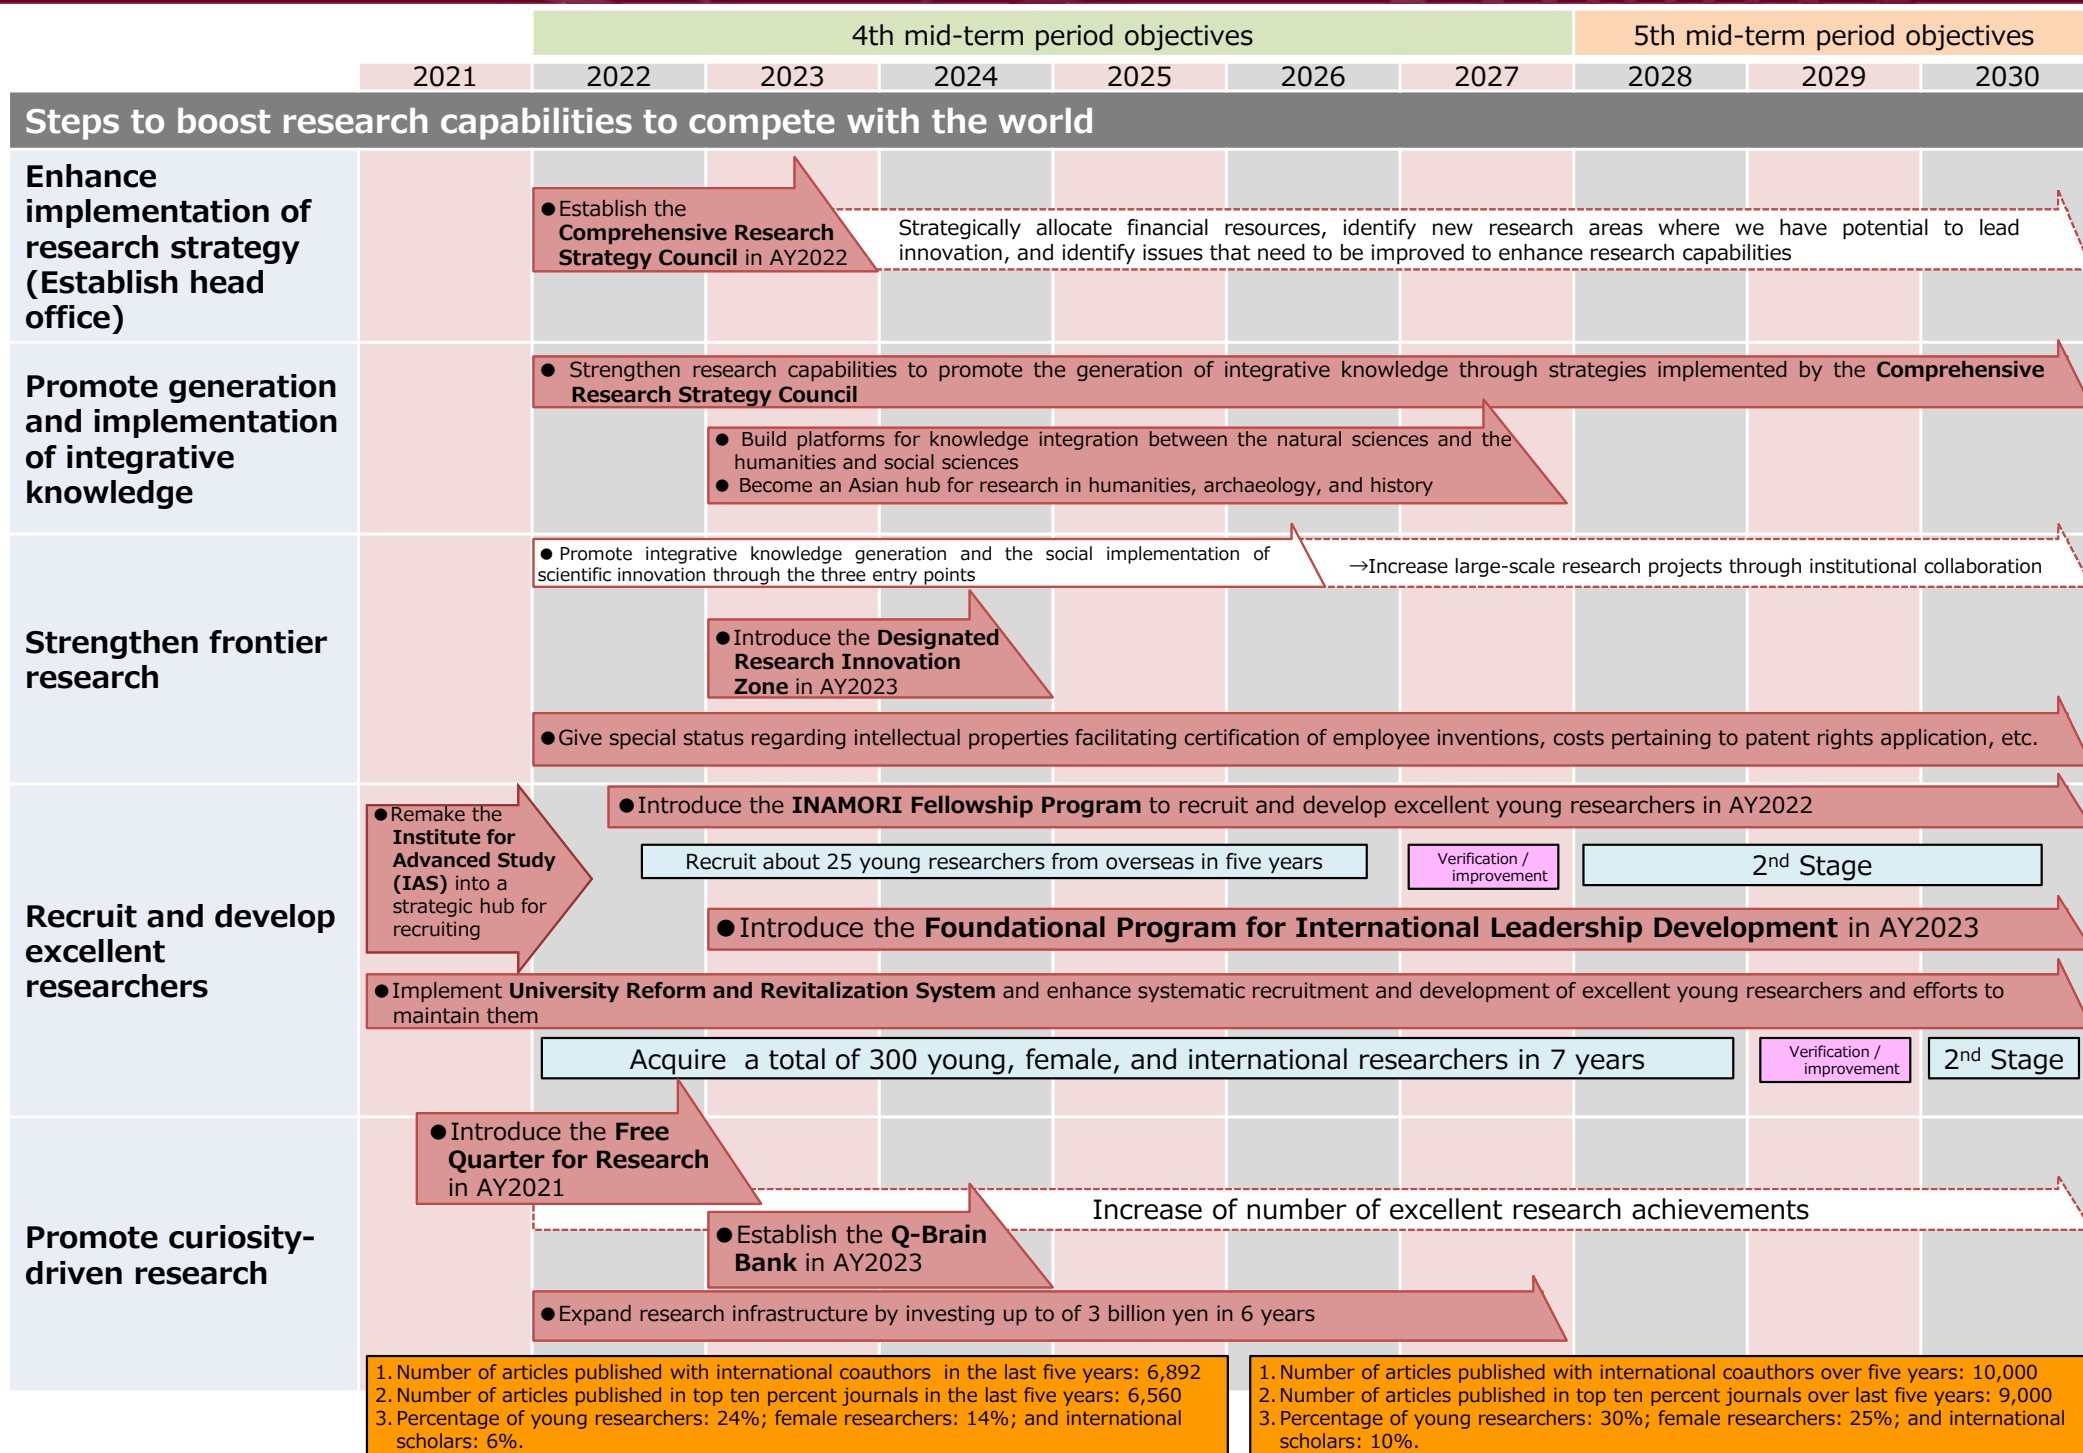 4th mid-term period objectives
5th mid-term period objectives
2021
2022
2023
2024
2025
2026
2027
2028
2029
2030
Steps to boost research capabilities to compete with the world
Enhance
implementation of
research strategy
(Establish head
office)
●Establish the
Comprehensive Research
Strategy Council in AY2022
Strategically allocate financial resources, identify new research areas where we have potential to lead
innovation, and identify issues that need to be improved to enhance research capabilities
Promote generation
and implementation
of integrative
knowledge
● Strengthen research capabilities to promote the generation of integrative knowledge through strategies implemented by the Comprehensive
Research Strategy Council
● Build platforms for knowledge integration between the natural sciences and the
humanities and social sciences
● Become an Asian hub for research in humanities, archaeology, and history
Strengthen frontier
research
● Promote integrative knowledge generation and the social implementation of
scientific innovation through the three entry points
→Increase large-scale research projects through institutional collaboration
●Introduce the Designated
Research Innovation
Zone in AY2023
●Give special status regarding intellectual properties facilitating certification of employee inventions, costs pertaining to patent rights application, etc.
Recruit and develop
excellent
researchers
●Remake the
Institute for
Advanced Study
(IAS) into a
strategic hub for
recruiting
●Introduce the INAMORI Fellowship Program to recruit and develop excellent young researchers in AY2022
Recruit about 25 young researchers from overseas in five years
Verification /
improvement
2nd Stage
●Introduce the Foundational Program for International Leadership Development in AY2023
●Implement University Reform and Revitalization System and enhance systematic recruitment and development of excellent young researchers and efforts to
maintain them
Acquire a total of 300 young, female, and international researchers in 7 years
Verification /
improvement
2nd Stage
Promote curiosity-
driven research
●Introduce the Free
Quarter for Research
in AY2021
Increase of number of excellent research achievements
●Establish the Q-Brain
Bank in AY2023
●Expand research infrastructure by investing up to of 3 billion yen in 6 years
1. Number of articles published with international coauthors in the last five years: 6,892
2. Number of articles published in top ten percent journals in the last five years: 6,560
3. Percentage of young researchers: 24%; female researchers: 14%; and international
scholars: 6%.
1. Number of articles published with international coauthors over five years: 10,000
2. Number of articles published in top ten percent journals over last five years: 9,000
3. Percentage of young researchers: 30%; female researchers: 25%; and international
scholars: 10%.